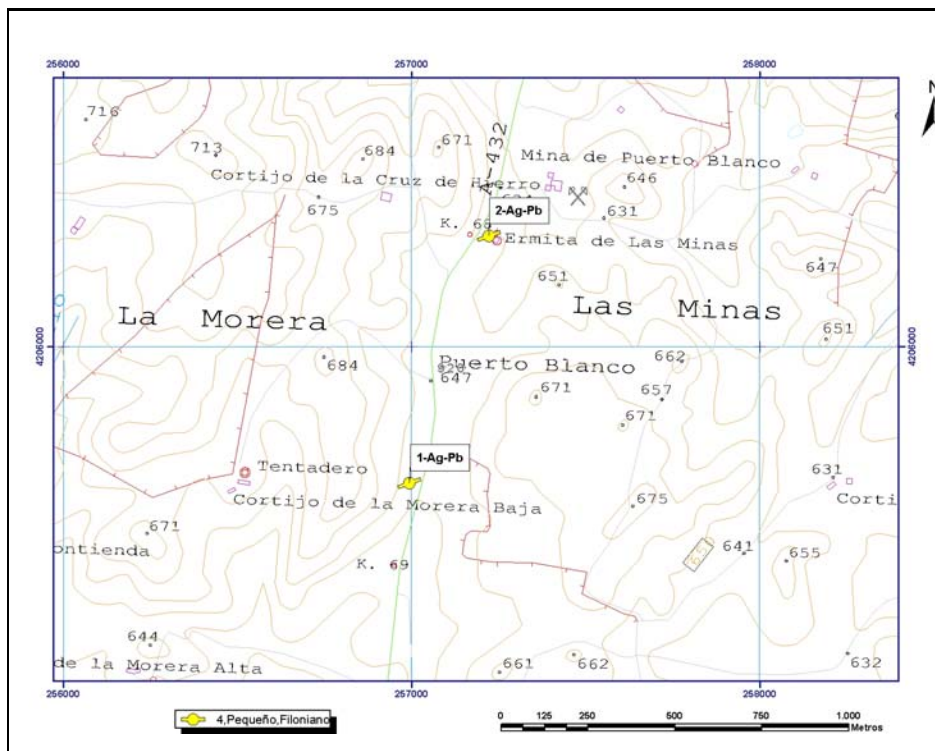 256000 257000 258000
N
716
A-432
713 684 671 Mina de Puerto Blanco
Cortijo de la Cruz de Hierro 646
675
2-Ag-Pb 631
K. 68
Ermita de Las Minas
647
651
La Morera Las Minas
651
4206000 4206000
684 Puerto Blanco 662
647
671 657
671
1-Ag-Pb
Tentadero 631
Cortijo de la Morera Baja 675 Corti
671
ontienda 641
655
K. 69
644
de la Morera Alta 661 662 632
256000 257000 258000
4,Pequeño,Filoniano
0 125 250 500 750 1.000
Metros